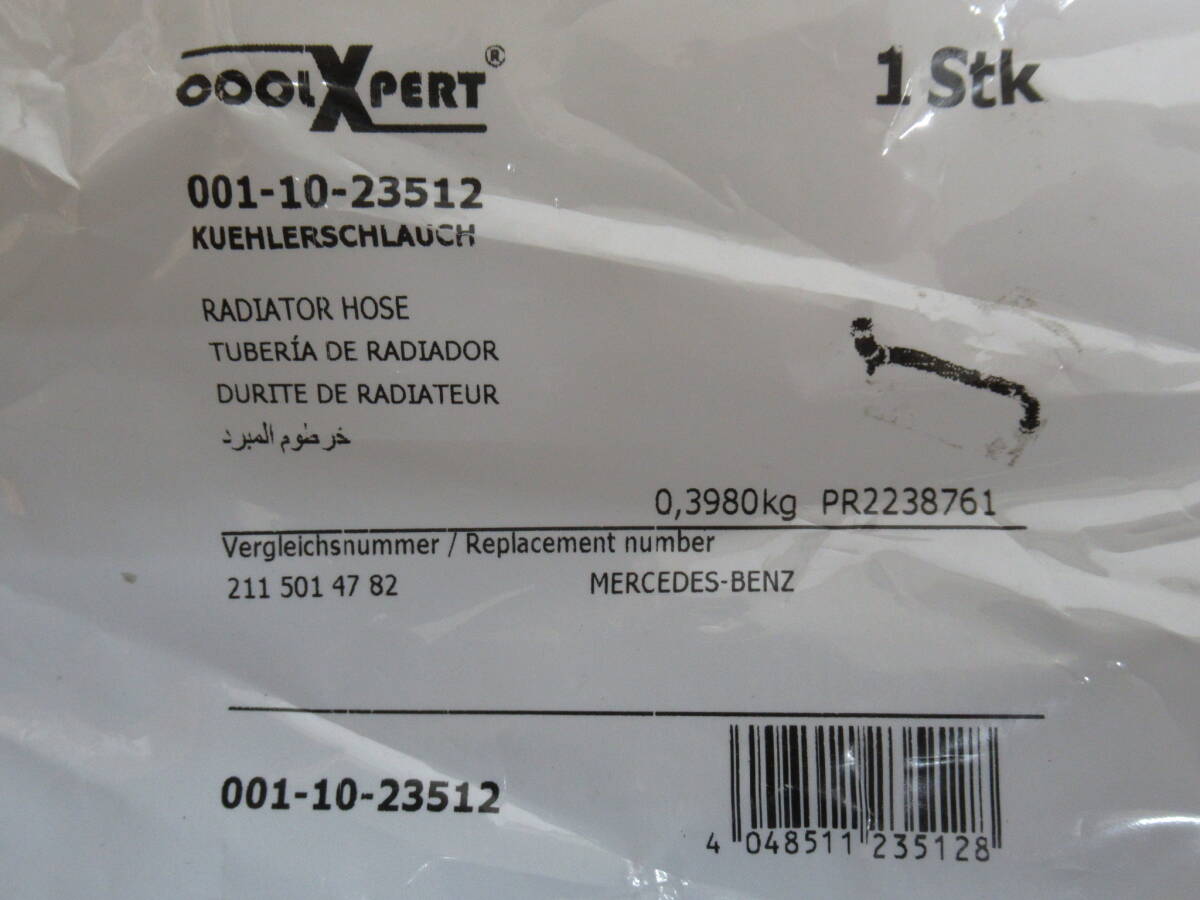 COOLXPERT®
1 Stk
001-10-23512
KUEHLERSCHLAUCH
RADIATOR HOSE
TUBERÍA DE RADIADOR
DURITE DE RADIATEUR
خرطوم المبرد
0,3980kg PR2238761
Vergleichsnummer / Replacement number
211 501 47 82 MERCEDES-BENZ
001-10-23512
4 048511 235128